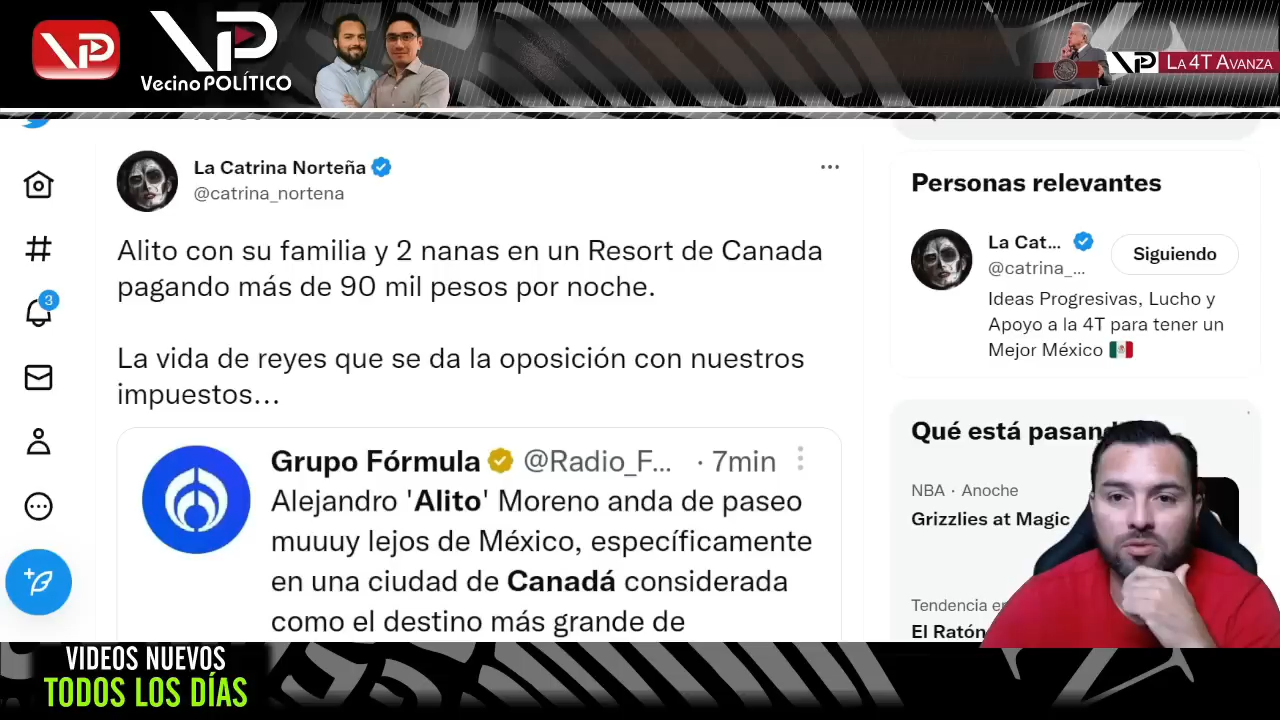 VP
VP
Vecino POLÍTICO
VP LA 4T AVANZA
La Catrina Norteña
@catrina_nortena
Alito con su familia y 2 nanas en un Resort de Canada
pagando más de 90 mil pesos por noche.
La vida de reyes que se da la oposición con nuestros
impuestos...
Grupo Fórmula @Radio_F... · 7min
Alejandro 'Alito' Moreno anda de paseo
muuuy lejos de México, específicamente
en una ciudad de Canadá considerada
como el destino más grande de
3
Personas relevantes
La Cat...
@catrina_...
Siguiendo
Ideas Progresivas, Lucho y
Apoyo a la 4T para tener un
Mejor México
Qué está pasan
NBA · Anoche
Grizzlies at Magic
Tendencia e
El Ratón
VIDEOS NUEVOS
TODOS LOS DÍAS